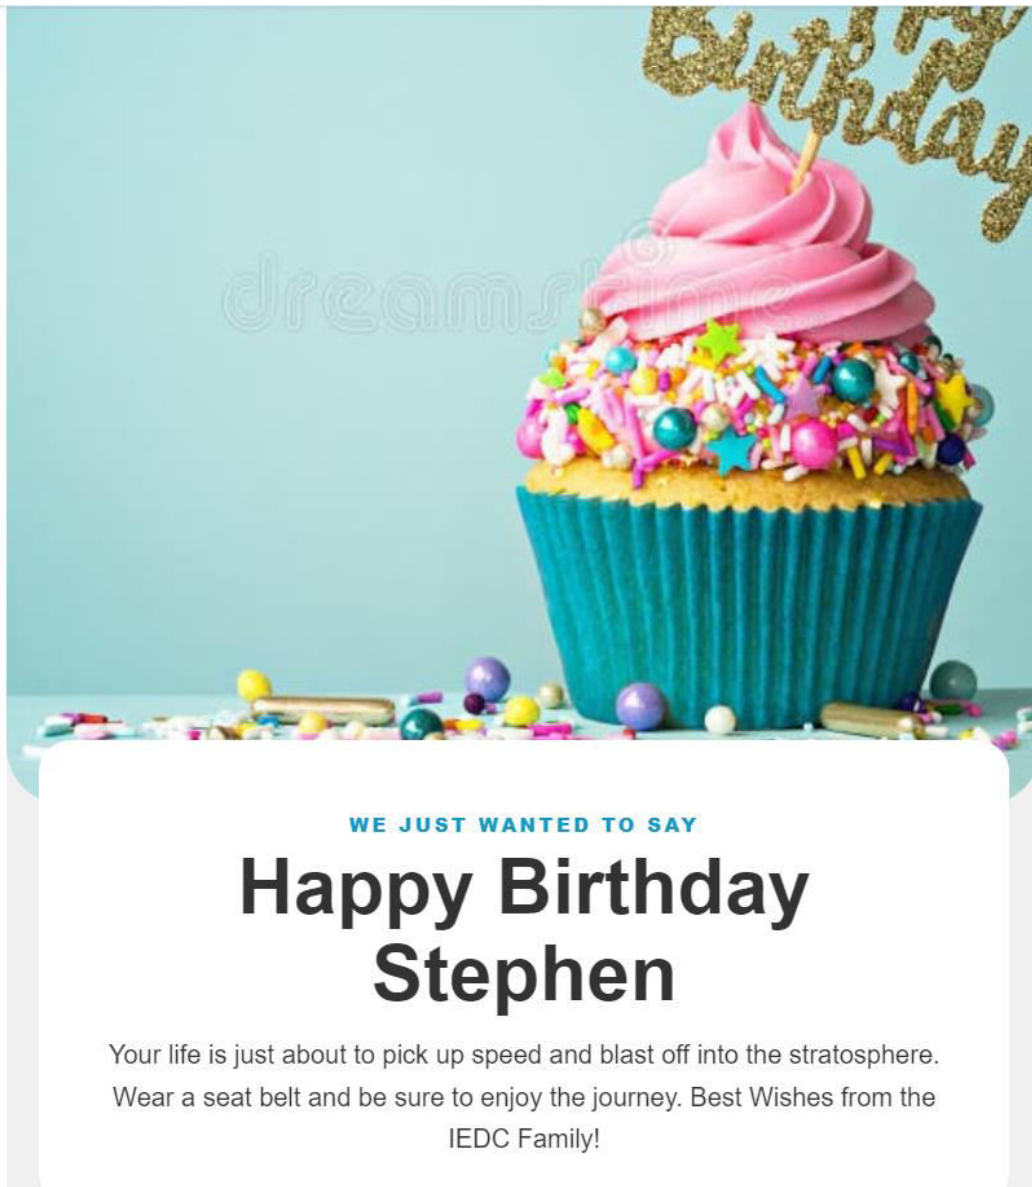 ppy
Birthday
dreamstime
WE JUST WANTED TO SAY
Happy Birthday
Stephen
Your life is just about to pick up speed and blast off into the stratosphere.
Wear a seat belt and be sure to enjoy the journey. Best Wishes from the
IEDC Family!